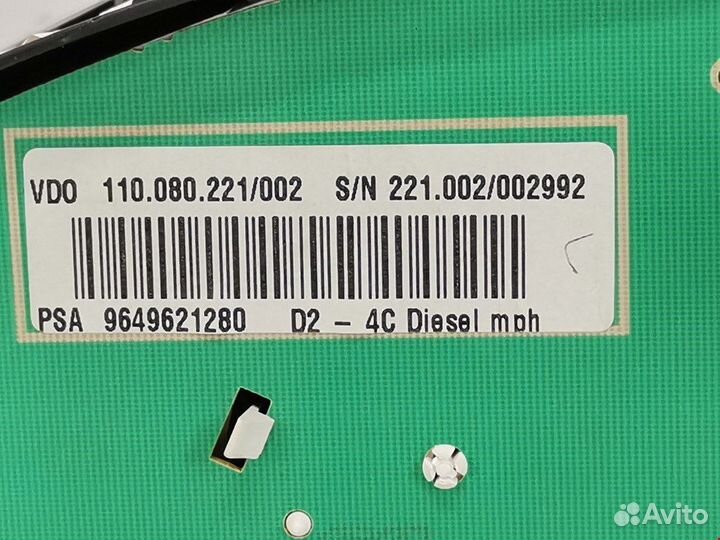 VDO 110.080.221/002 S/N 221.002/002992
PSA 9649621280 D2 - 4C Diesel mph
Avito